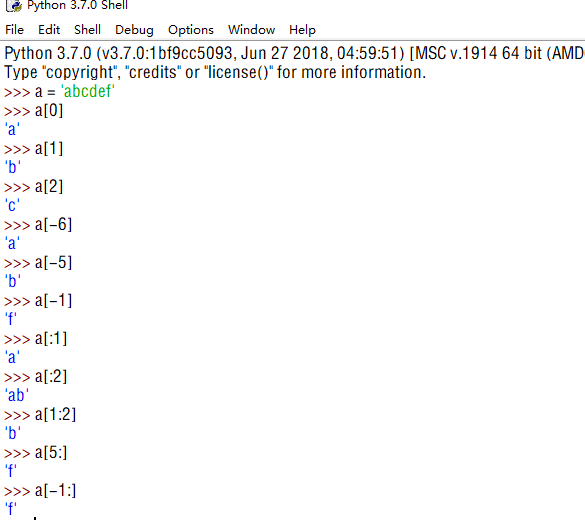 Python 3.7.0 Shell
File Edit Shell Debug Options Window Help
Python 3.7.0 (v3.7.0:1bf9cc5093, Jun 27 2018, 04:59:51) [MSC v.1914 64 bit (AMD
Type "copyright", "credits" or "license()" for more information.
>>> a = 'abcdef'
>>> a[0]
'a'
>>> a[1]
'b'
>>> a[2]
'c'
>>> a[-6]
'a'
>>> a[-5]
'b'
>>> a[-1]
'f'
>>> a[:1]
'a'
>>> a[:2]
'ab'
>>> a[1:2]
'b'
>>> a[5:]
'f'
>>> a[-1:]
'f'